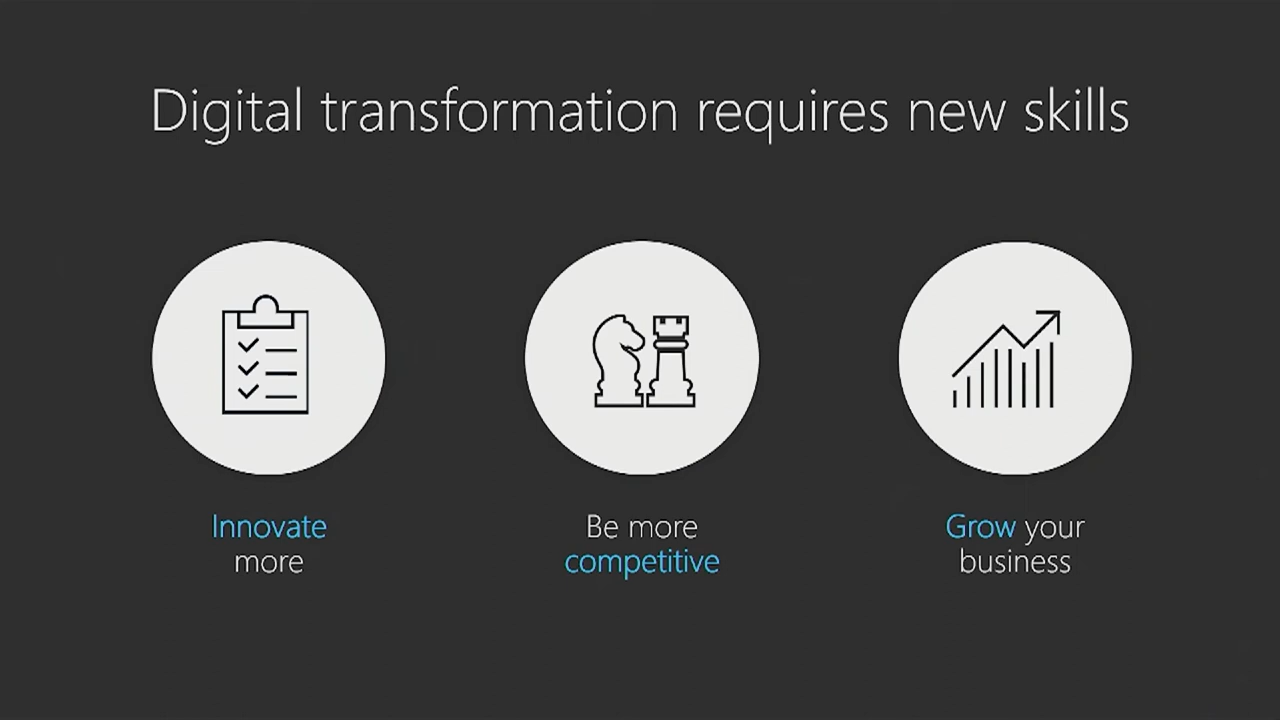 Digital transformation requires new skills
Innovate
more
Be more
competitive
Grow your
business